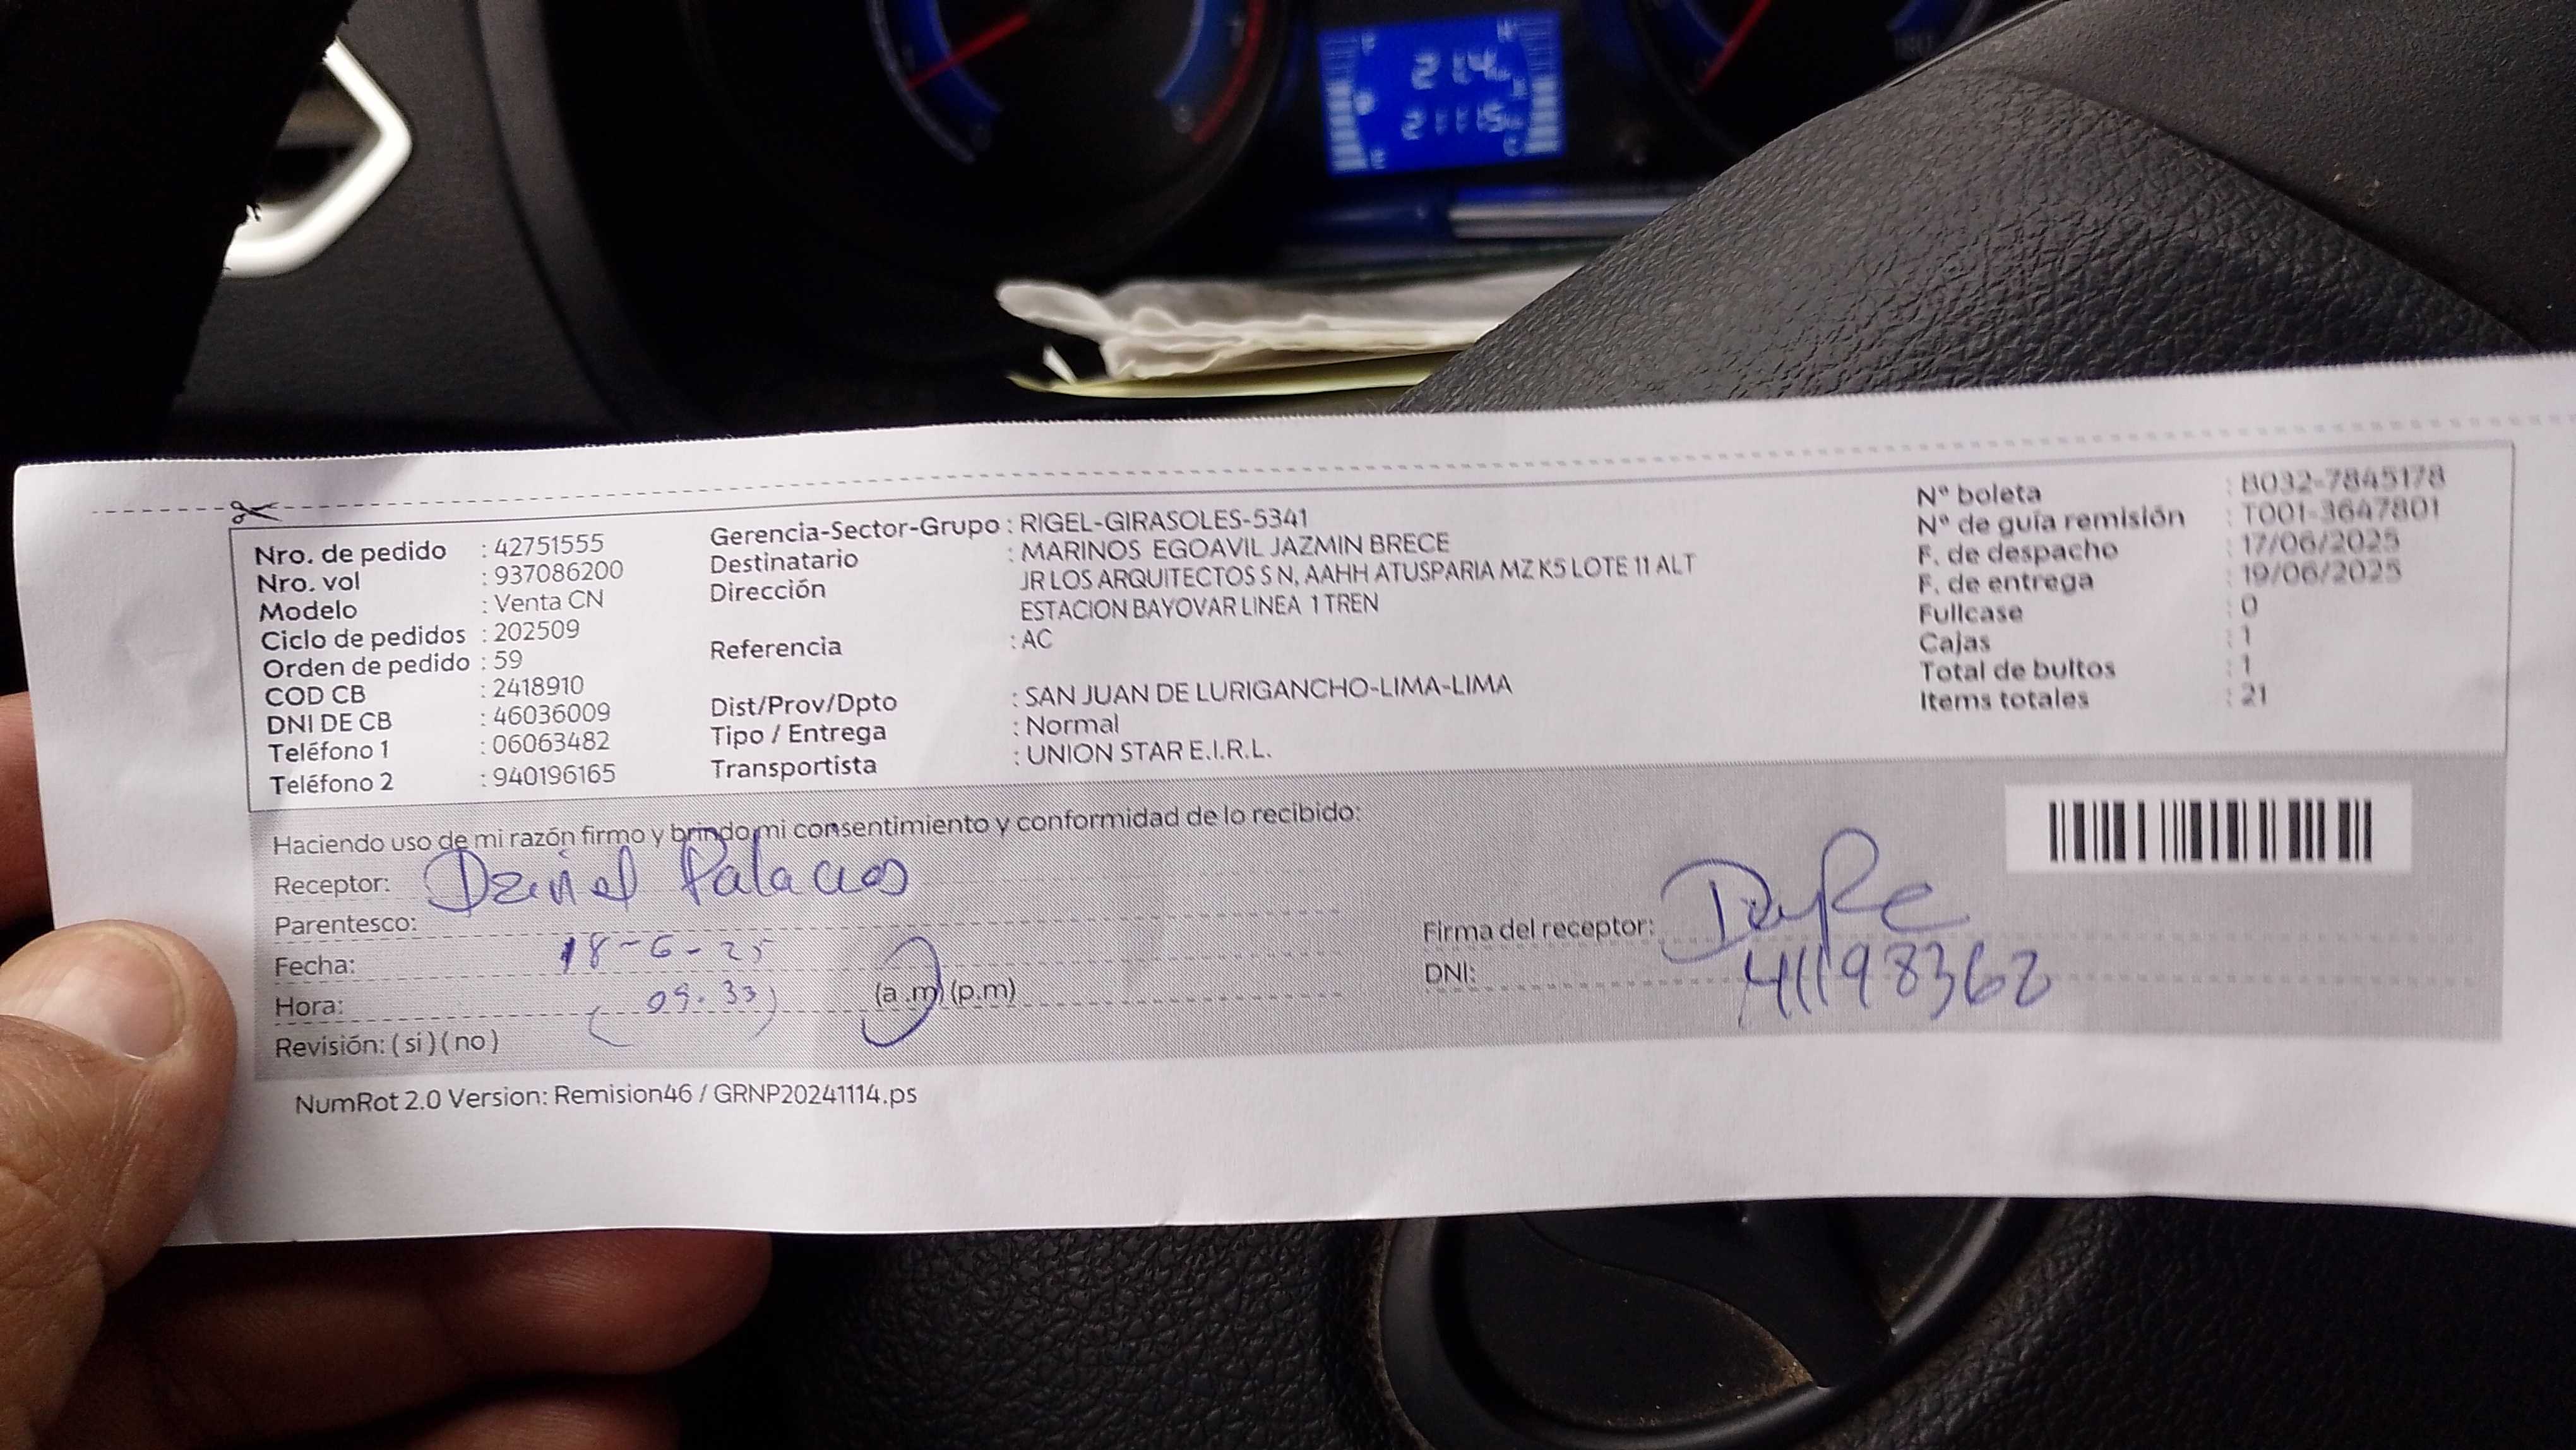 Nro. de pedido : 42751555
Nro. vol : 937086200
Modelo : Venta CN
Ciclo de pedidos : 202509
Orden de pedido : 59
COD CB : 2418910
DNI DE CB : 46036009
Teléfono 1 : 06063482
Teléfono 2 : 940196165
Gerencia-Sector-Grupo : RIGEL-GIRASOLES-5341
Destinatario : MARINOS EGOAVIL JAZMIN BRECE
Dirección JR LOS ARQUITECTOS S N, AAHH ATUSPARIA MZ K5 LOTE 11 ALT
ESTACION BAYOVAR LINEA 1 TREN
Referencia : AC
Dist/Prov/Dpto : SAN JUAN DE LURIGANCHO-LIMA-LIMA
Tipo / Entrega : Normal
Transportista : UNION STAR E.I.R.L.
Nº boleta : B032-7845178
Nº de guía remisión : T001-3647801
F. de despacho : 17/06/2025
F. de entrega : 19/06/2025
Fullcase : 0
Cajas : 1
Total de bultos : 1
Items totales : 21
Haciendo uso de mi razón firmo y brindo mi consentimiento y conformidad de lo recibido:
Receptor: Daniel Palacios
Parentesco:
Fecha: 18-6-25
Hora: (09.33) (a.m) (p.m)
Revisión: (si) (no)
Firma del receptor:
DNI: 41198362
NumRot 2.0 Version: Remision46 / GRNP20241114.ps